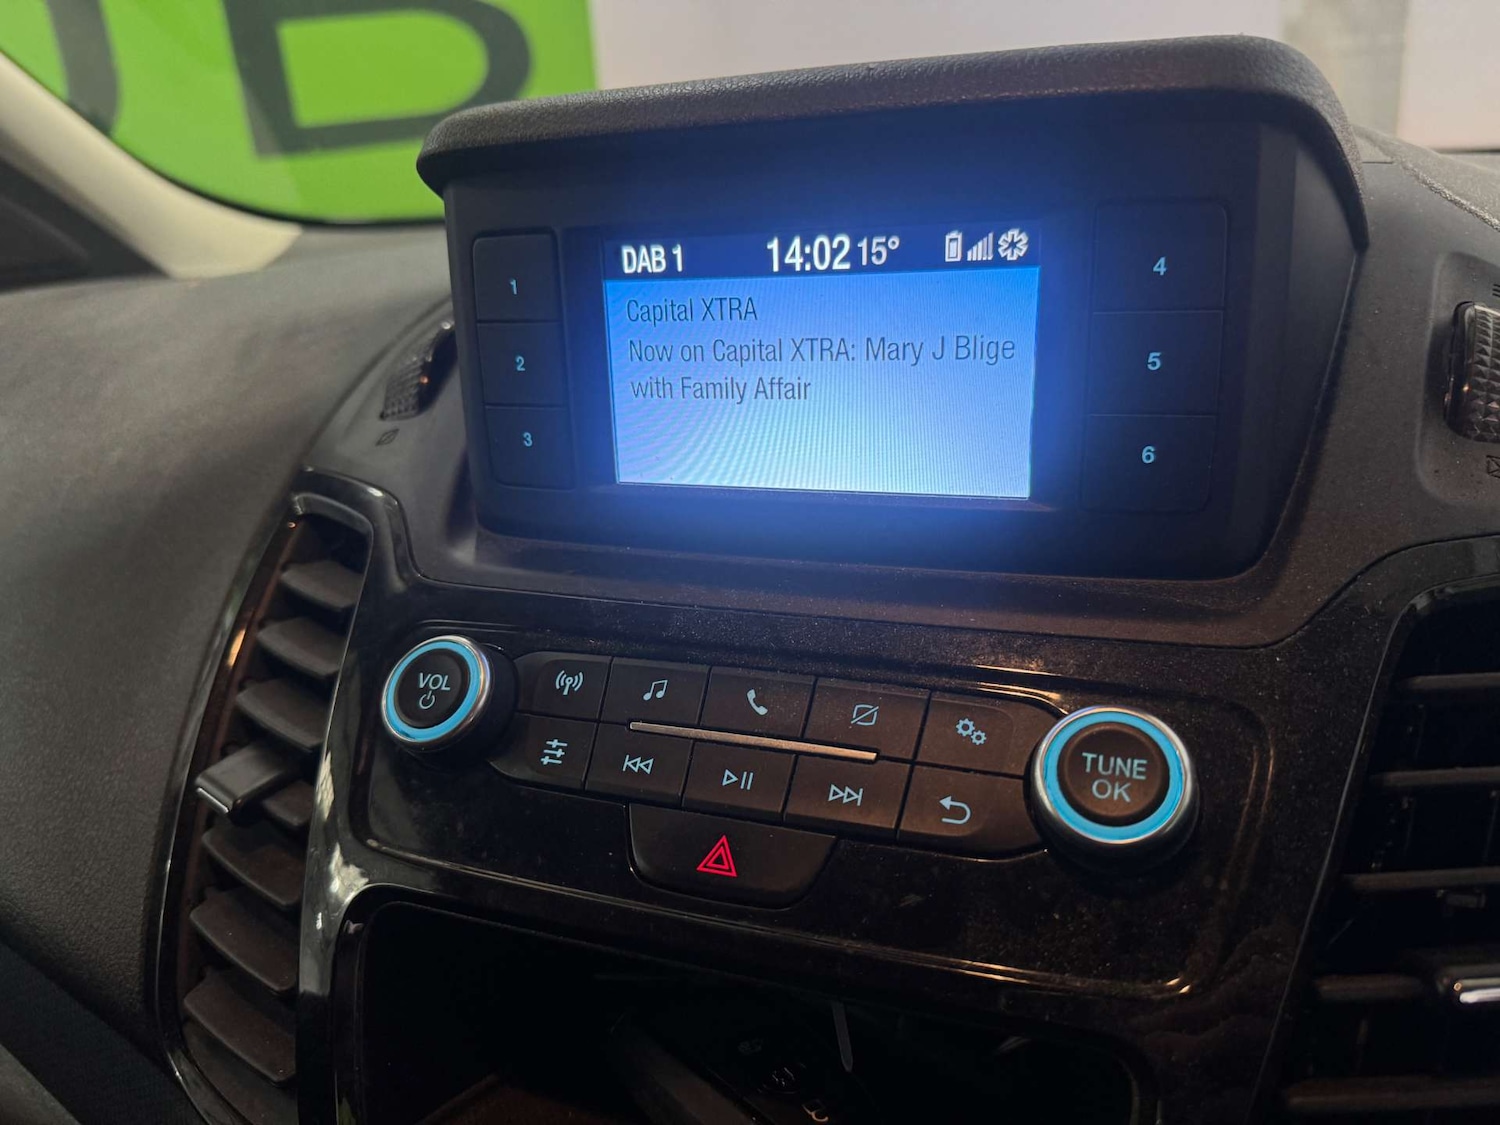 DAB 1 14:02 15°
Capital XTRA
Now on Capital XTRA: Mary J Blige
with Family Affair
1
2
3
4
5
6
VOL
TUNE
OK